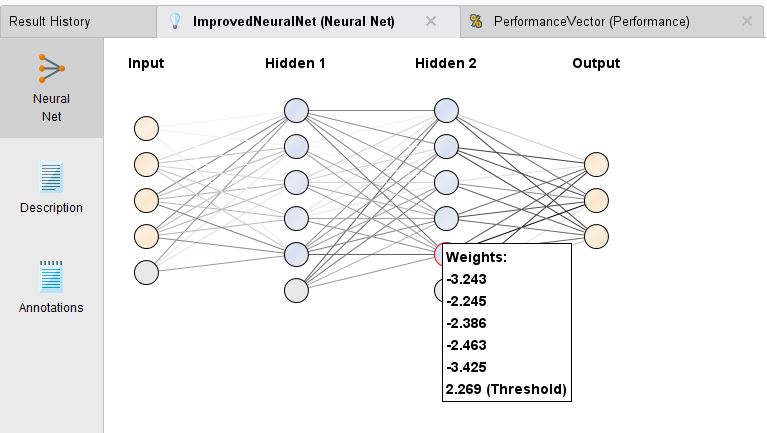 Result History
ImprovedNeuralNet (Neural Net)
PerformanceVector (Performance)
Neural
Net
Description
Annotations
Input Hidden 1 Hidden 2 Output
Weights:
-3.243
-2.245
-2.386
-2.463
-3.425
2.269 (Threshold)